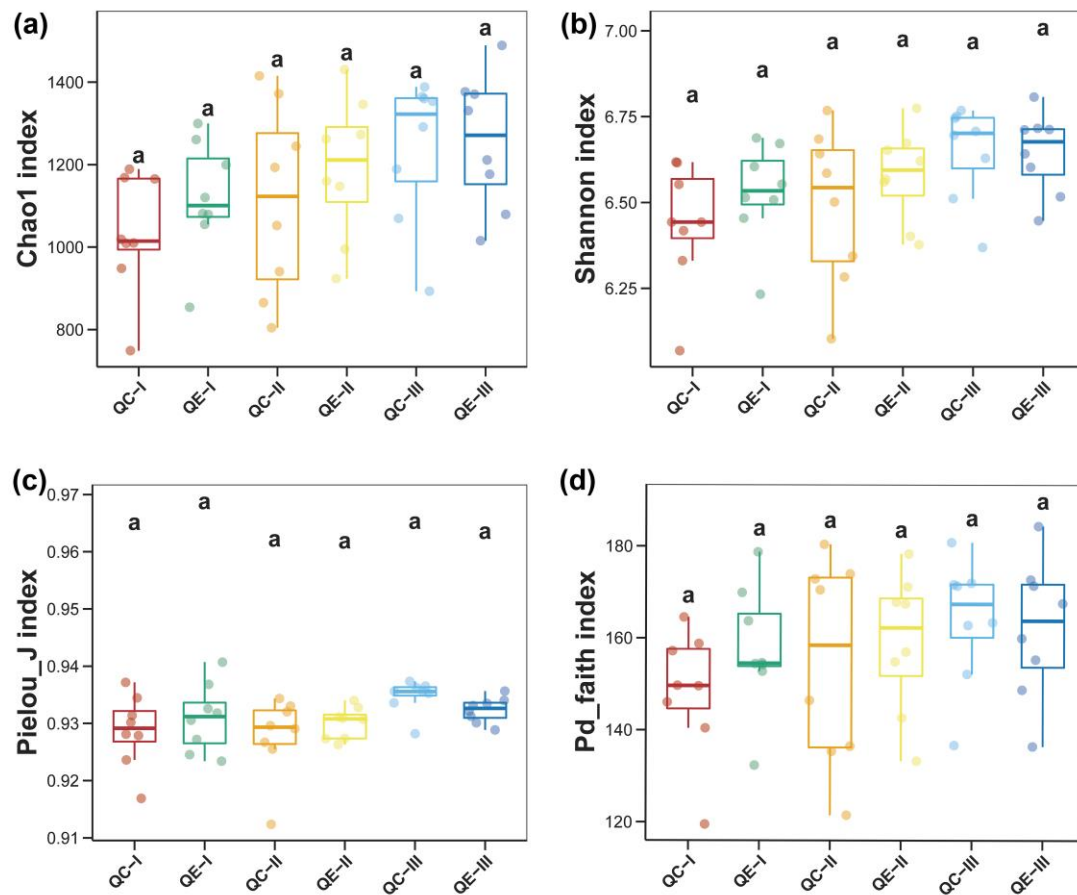 (a)
Chao1 index
1400
1200
1000
800
a a a a a a
QC-I QE-I QC-II QE-II QC-III QE-III
(b)
Shannon index
7.00
6.75
6.50
6.25
a a a a a a
QC-I QE-I QC-II QE-II QC-III QE-III
(c)
Pielou_J index
0.97
0.96
0.95
0.94
0.93
0.92
0.91
a a a a a a
QC-I QE-I QC-II QE-II QC-III QE-III
(d)
Pd_faith index
180
160
140
120
a a a a a a
QC-I QE-I QC-II QE-II QC-III QE-III